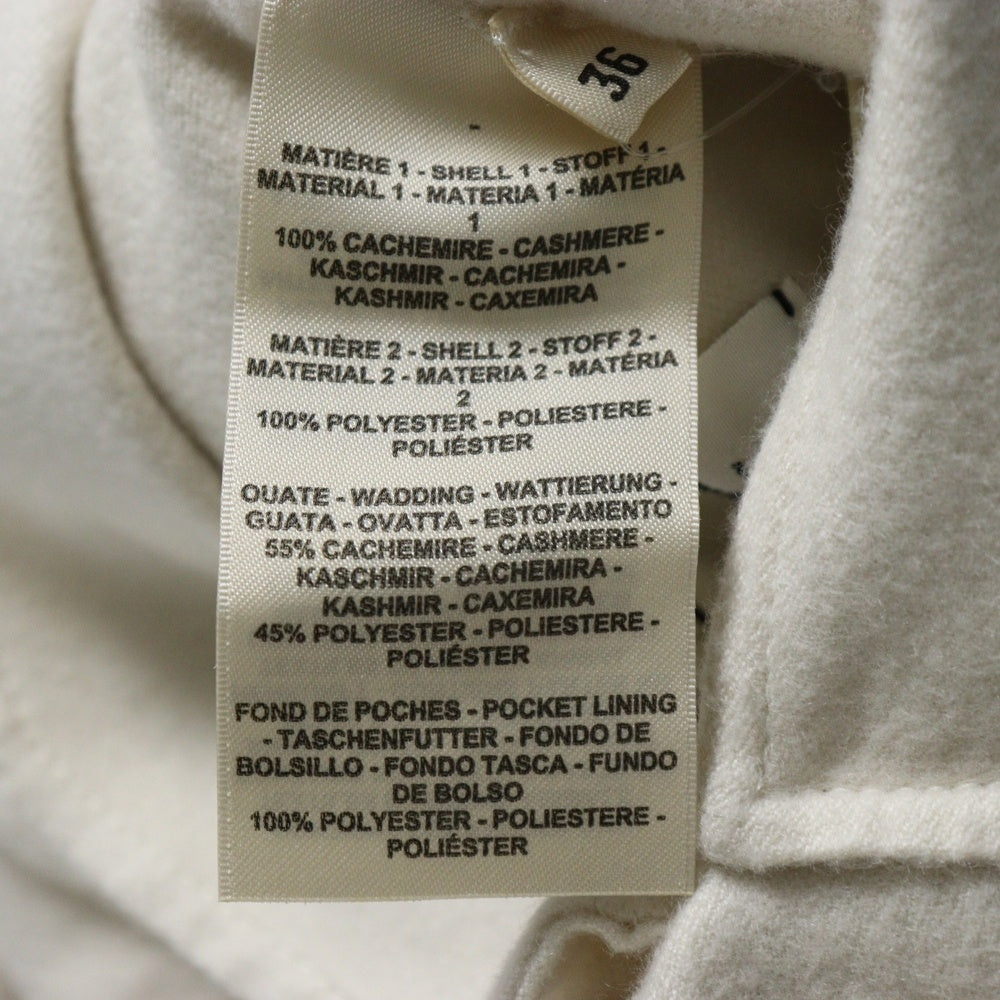 36
-
MATIÈRE 1 - SHELL 1 - STOFF 1 -
MATERIAL 1 - MATERIA 1 - MATÉRIA
1
100% CACHEMIRE - CASHMERE -
KASCHMIR - CACHEMIRA -
KASHMIR - CAXEMIRA
MATIÈRE 2 - SHELL 2 - STOFF 2 -
MATERIAL 2 - MATERIA 2 - MATÉRIA
2
100% POLYESTER - POLIESTERE -
POLIÉSTER
OUATE - WADDING - WATTIERUNG -
GUATA - OVATTA - ESTOFAMENTO
55% CACHEMIRE - CASHMERE -
KASCHMIR - CACHEMIRA -
KASHMIR - CAXEMIRA
45% POLYESTER - POLIESTERE -
POLIÉSTER
FOND DE POCHES - POCKET LINING
- TASCHENFUTTER - FONDO DE
BOLSILLO - FONDO TASCA - FUNDO
DE BOLSO
100% POLYESTER - POLIESTERE -
POLIÉSTER